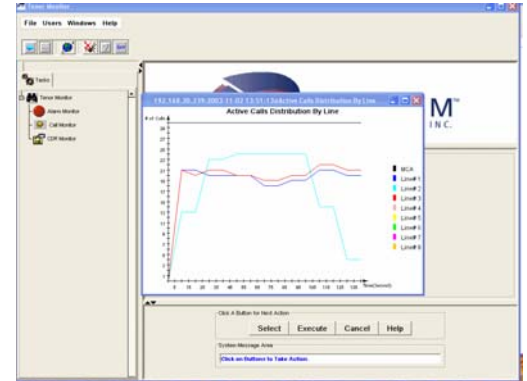 Tenor Monitor
File Users Windows Help
Tasks
Tenor Monitor
Alarm Monitor
Call Monitor
CDR Monitor
M™
INC.
Active Calls Distribution By Line
# of Calls
MCA
Line# 1
Line# 2
Line# 3
Line# 4
Line# 5
Line# 6
Line# 7
Line# 8
Time(Second)
Click A Button for Next Action
Select Execute Cancel Help
System Message Area
Click on Buttons to Take Action.